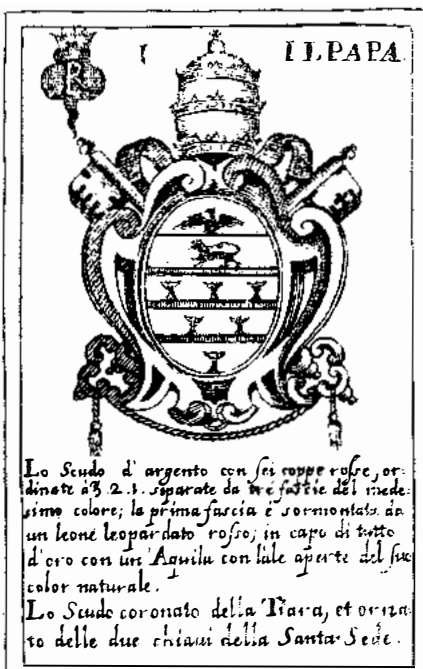 R
I
IL PAPA
Lo Scudo d'argento con sei coppe rosse, or:
dinate à 3. 2. 1. siparate da tré fascie del mede:
simo colore; la prima fascia é sormontata da
un leone leopardato rosso; in capo di tutto
d'oro con un'Aquila con l'ale aperte del suo
color naturale.
Lo Scudo coronato della Tiara, et orna:
to delle due chiaui della Santa Sede.